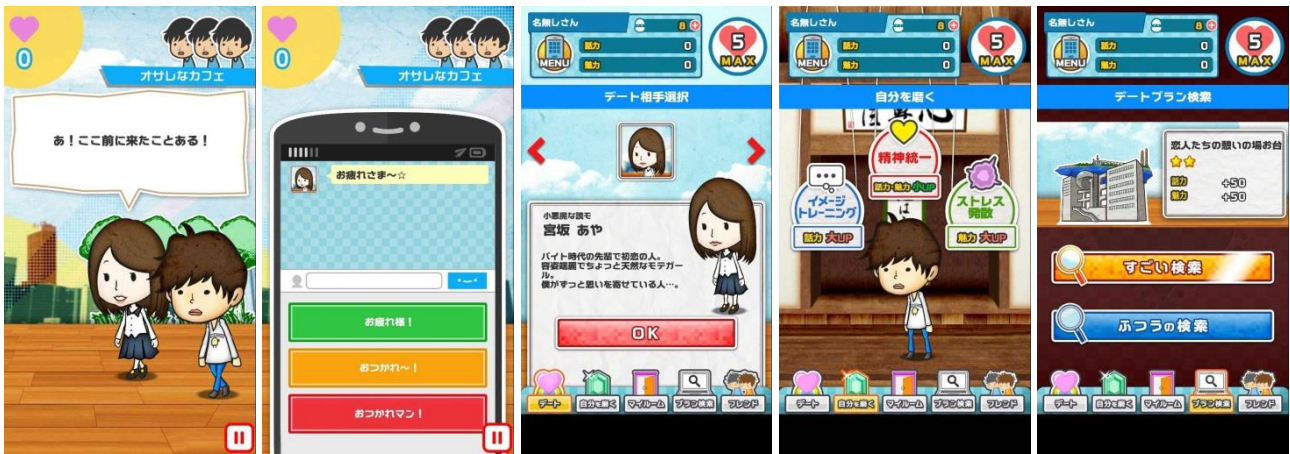 0
オサレなカフェ
あ！ここ前に来たことある！
0
オサレなカフェ
お疲れさま〜☆
お疲れ様！
おつかれ〜！
おつかれマン！
名無しさん
8
MENU
話力 0
魅力 0
5
MAX
デート相手選択
小悪魔な読モ
宮坂 あや
バイト時代の先輩で初恋の人。
容姿端麗でちょっと天然なモテガー
ル。
僕がずっと思いを寄せている人…。
OK
デート
自分を磨く
マイルーム
プラン検索
フレンド
名無しさん
8
MENU
話力 0
魅力 0
5
MAX
自分を磨く
精神統一
話力・魅力 小UP
イメージ
トレーニング
話力 大UP
ストレス
発散
魅力 大UP
は
デート
自分を磨く
マイルーム
プラン検索
フレンド
名無しさん
8
MENU
話力 0
魅力 0
5
MAX
デートプラン検索
恋人たちの憩いの場お台
話力 +50
魅力 +50
すごい検索
ふつうの検索
デート
自分を磨く
マイルーム
プラン検索
フレンド